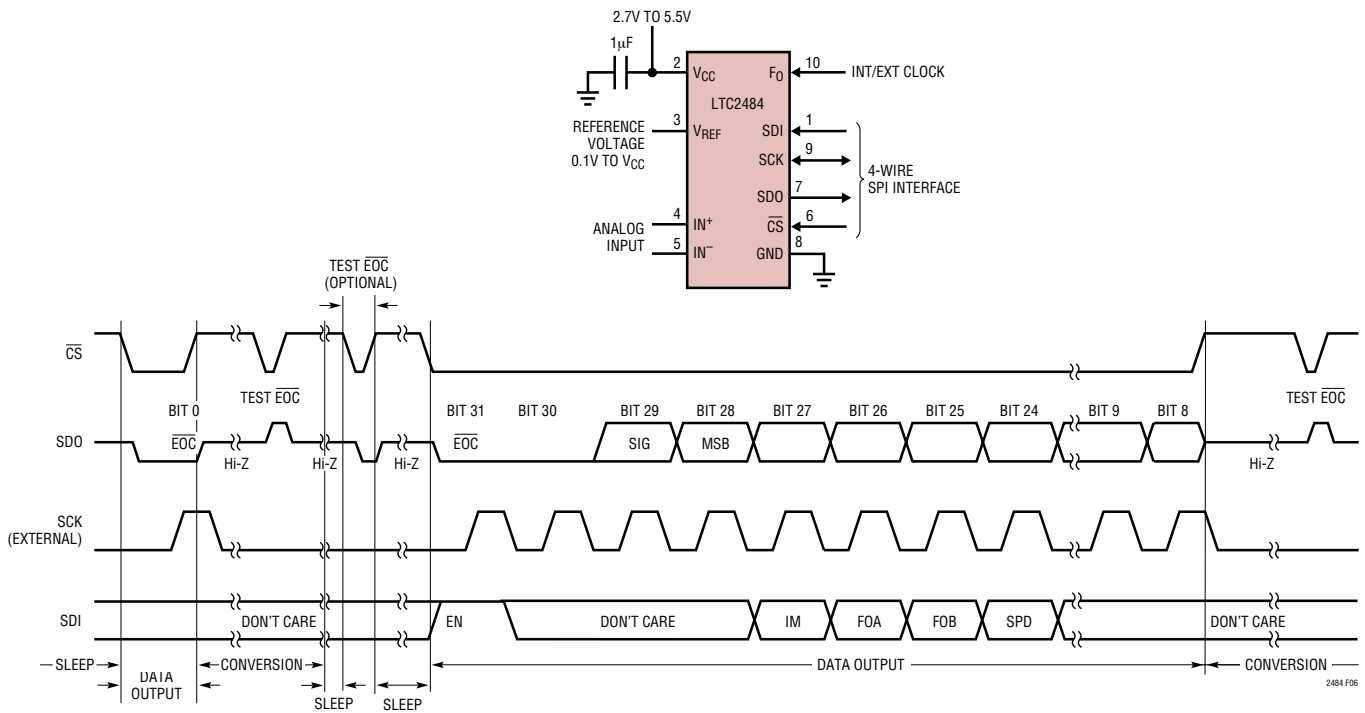 2.7V TO 5.5V
1µF
2 VCC
LTC2484
FO 10 INT/EXT CLOCK
REFERENCE VOLTAGE 0.1V TO VCC
3 VREF
SDI 1
SCK 9
SDO 7
CS 6
4-WIRE SPI INTERFACE
ANALOG INPUT
4 IN+
5 IN–
GND 8
TEST EOC (OPTIONAL)
CS
TEST EOC
TEST EOC
SDO
BIT 0
EOC
Hi-Z
Hi-Z
Hi-Z
BIT 31
EOC
BIT 30
BIT 29
SIG
BIT 28
MSB
BIT 27
BIT 26
BIT 25
BIT 24
BIT 9
BIT 8
Hi-Z
SCK (EXTERNAL)
SDI
DON'T CARE
EN
DON'T CARE
IM
FOA
FOB
SPD
DON'T CARE
SLEEP
DATA OUTPUT
CONVERSION
SLEEP
SLEEP
DATA OUTPUT
CONVERSION
2484 F06